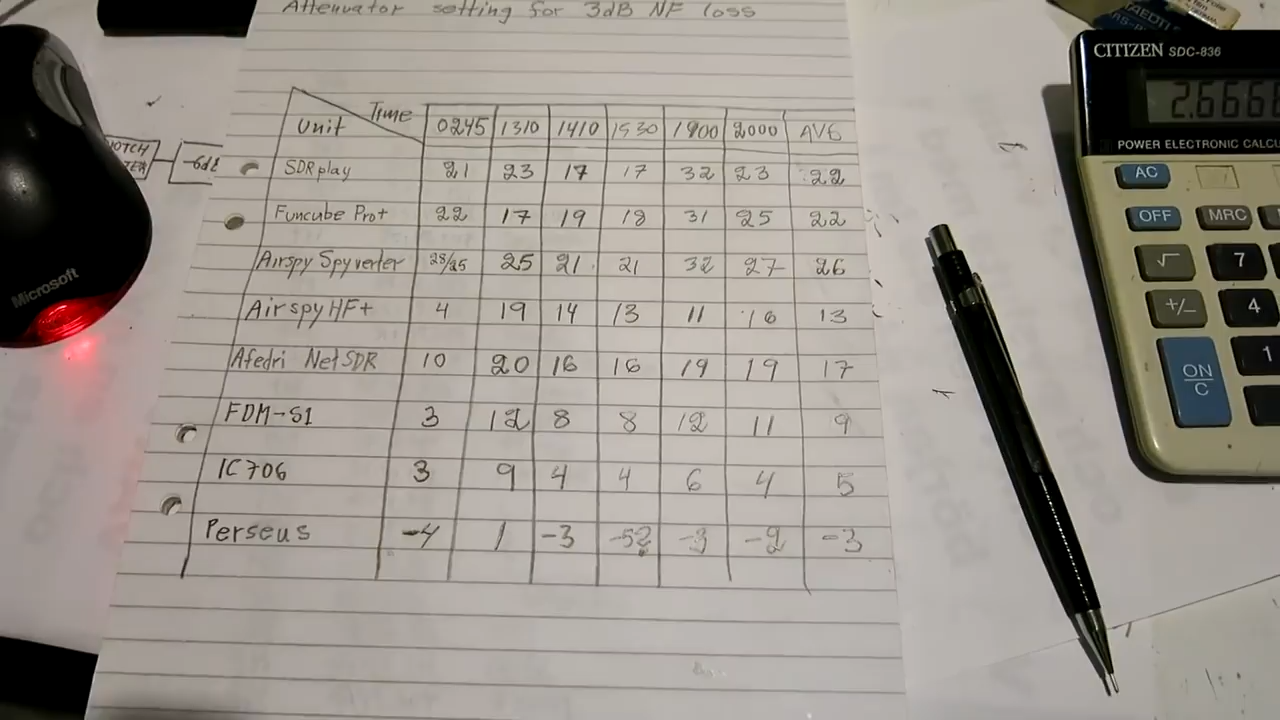 Attenuator setting for 3dB NF loss
Time
Unit 0245 1310 1410 1530 1900 2000 AVG
SDRplay 21 23 17 17 32 23 22
Funcube Pro+ 22 17 19 18 31 25 22
Airspy Spyverter 28/25 25 21 21 32 27 26
Airspy HF+ 4 19 14 13 11 16 13
Afedri NetSDR 10 20 16 16 19 19 17
FDM-S1 3 12 8 8 12 11 9
IC706 3 9 4 4 6 4 5
Perseus -4 1 -3 -5? -3 -2 -3
-6dB
Microsoft
CITIZEN SDC-836
2.666
POWER ELECTRONIC CALCU
AC
OFF MRC
√ 7
+/- 4
ON/C 1